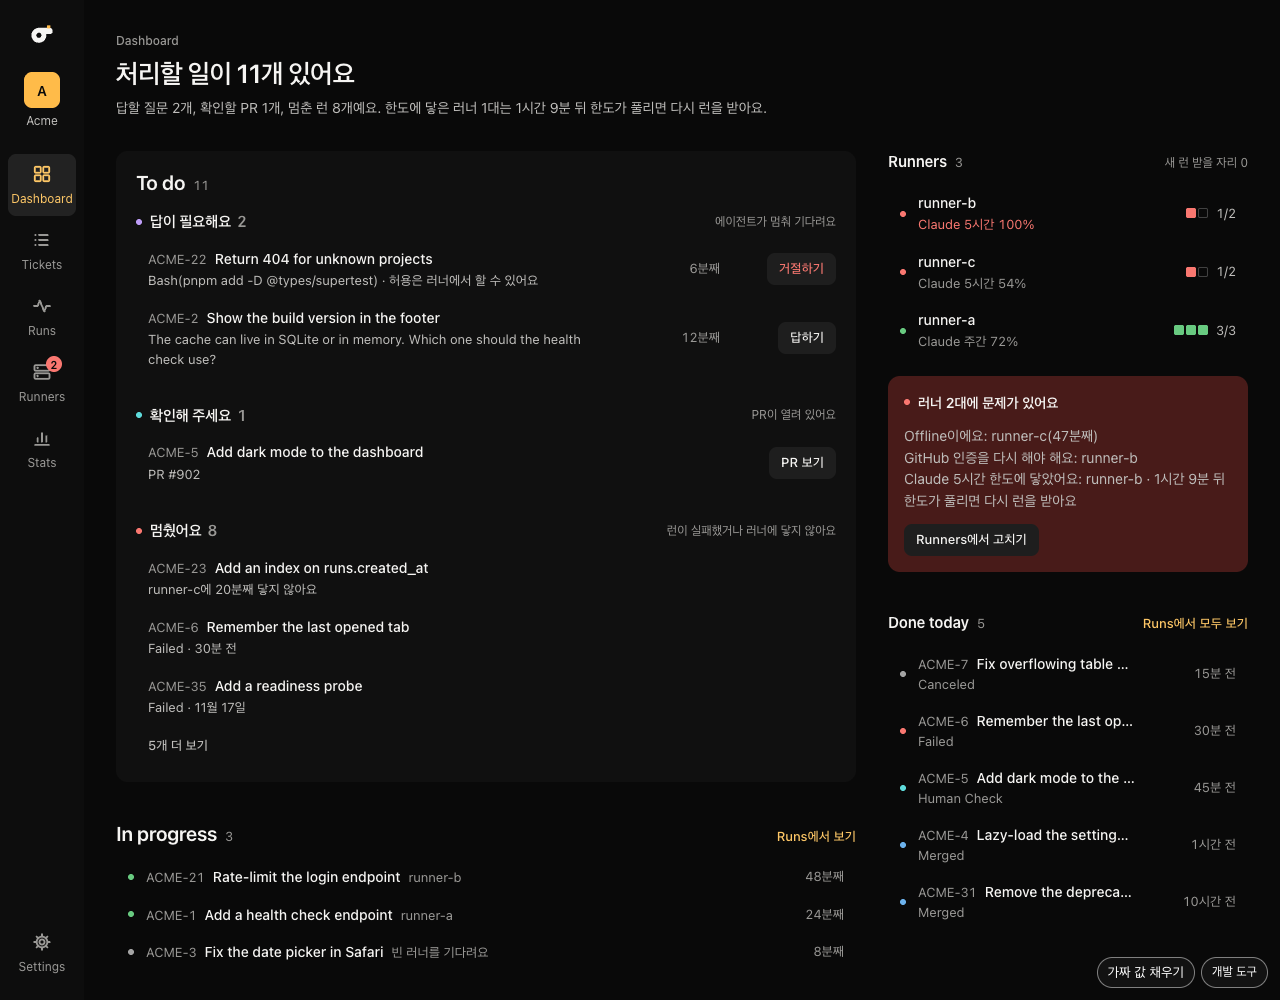 A
Acme
Dashboard
Tickets
Runs
2
Runners
Stats
Settings
Dashboard
처리할 일이 11개 있어요
답할 질문 2개, 확인할 PR 1개, 멈춘 런 8개예요. 한도에 닿은 러너 1대는 1시간 9분 뒤 한도가 풀리면 다시 런을 받아요.
To do 11
답이 필요해요 2
에이전트가 멈춰 기다려요
ACME-22 Return 404 for unknown projects
Bash(pnpm add -D @types/supertest) · 허용은 러너에서 할 수 있어요
6분째
거절하기
ACME-2 Show the build version in the footer
The cache can live in SQLite or in memory. Which one should the health
check use?
12분째
답하기
확인해 주세요 1
PR이 열려 있어요
ACME-5 Add dark mode to the dashboard
PR #902
PR 보기
멈췄어요 8
런이 실패했거나 러너에 닿지 않아요
ACME-23 Add an index on runs.created_at
runner-c에 20분째 닿지 않아요
ACME-6 Remember the last opened tab
Failed · 30분 전
ACME-35 Add a readiness probe
Failed · 11월 17일
5개 더 보기
In progress 3
Runs에서 보기
ACME-21 Rate-limit the login endpoint runner-b
48분째
ACME-1 Add a health check endpoint runner-a
24분째
ACME-3 Fix the date picker in Safari 빈 러너를 기다려요
8분째
Runners 3
새 런 받을 자리 0
runner-b
Claude 5시간 100%
1/2
runner-c
Claude 5시간 54%
1/2
runner-a
Claude 주간 72%
3/3
러너 2대에 문제가 있어요
Offline이에요: runner-c(47분째)
GitHub 인증을 다시 해야 해요: runner-b
Claude 5시간 한도에 닿았어요: runner-b · 1시간 9분 뒤
한도가 풀리면 다시 런을 받아요
Runners에서 고치기
Done today 5
Runs에서 모두 보기
ACME-7 Fix overflowing table ...
Canceled
15분 전
ACME-6 Remember the last op...
Failed
30분 전
ACME-5 Add dark mode to the ...
Human Check
45분 전
ACME-4 Lazy-load the setting...
Merged
1시간 전
ACME-31 Remove the depreca...
Merged
10시간 전
가짜 값 채우기
개발 도구